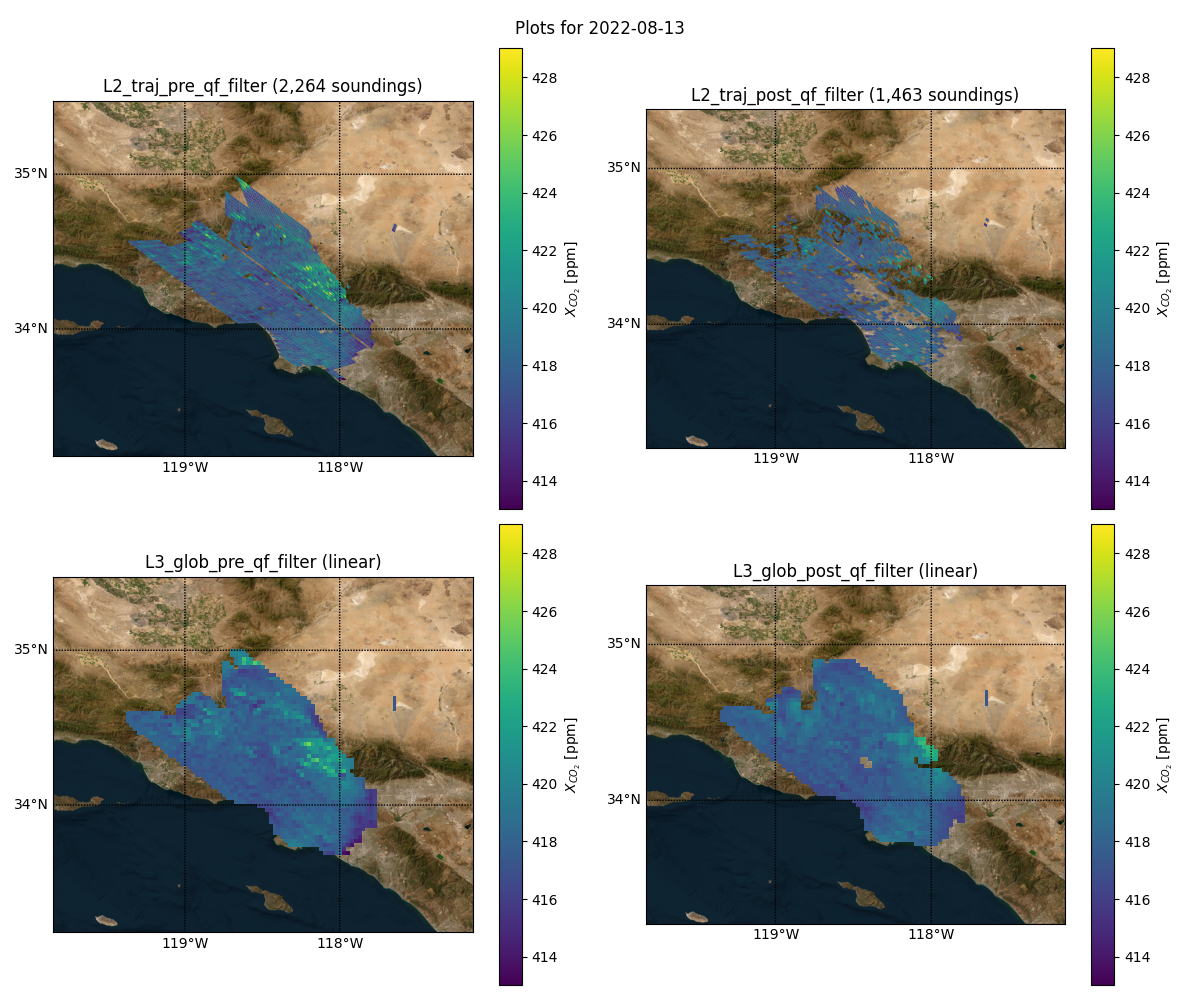 Plots for 2022-08-13
L2_traj_pre_qf_filter (2,264 soundings)
35°N
34°N
119°W 118°W
428
426
424
422
420
418
416
414
X_CO2 [ppm]
L2_traj_post_qf_filter (1,463 soundings)
35°N
34°N
119°W 118°W
428
426
424
422
420
418
416
414
X_CO2 [ppm]
L3_glob_pre_qf_filter (linear)
35°N
34°N
119°W 118°W
428
426
424
422
420
418
416
414
X_CO2 [ppm]
L3_glob_post_qf_filter (linear)
35°N
34°N
119°W 118°W
428
426
424
422
420
418
416
414
X_CO2 [ppm]